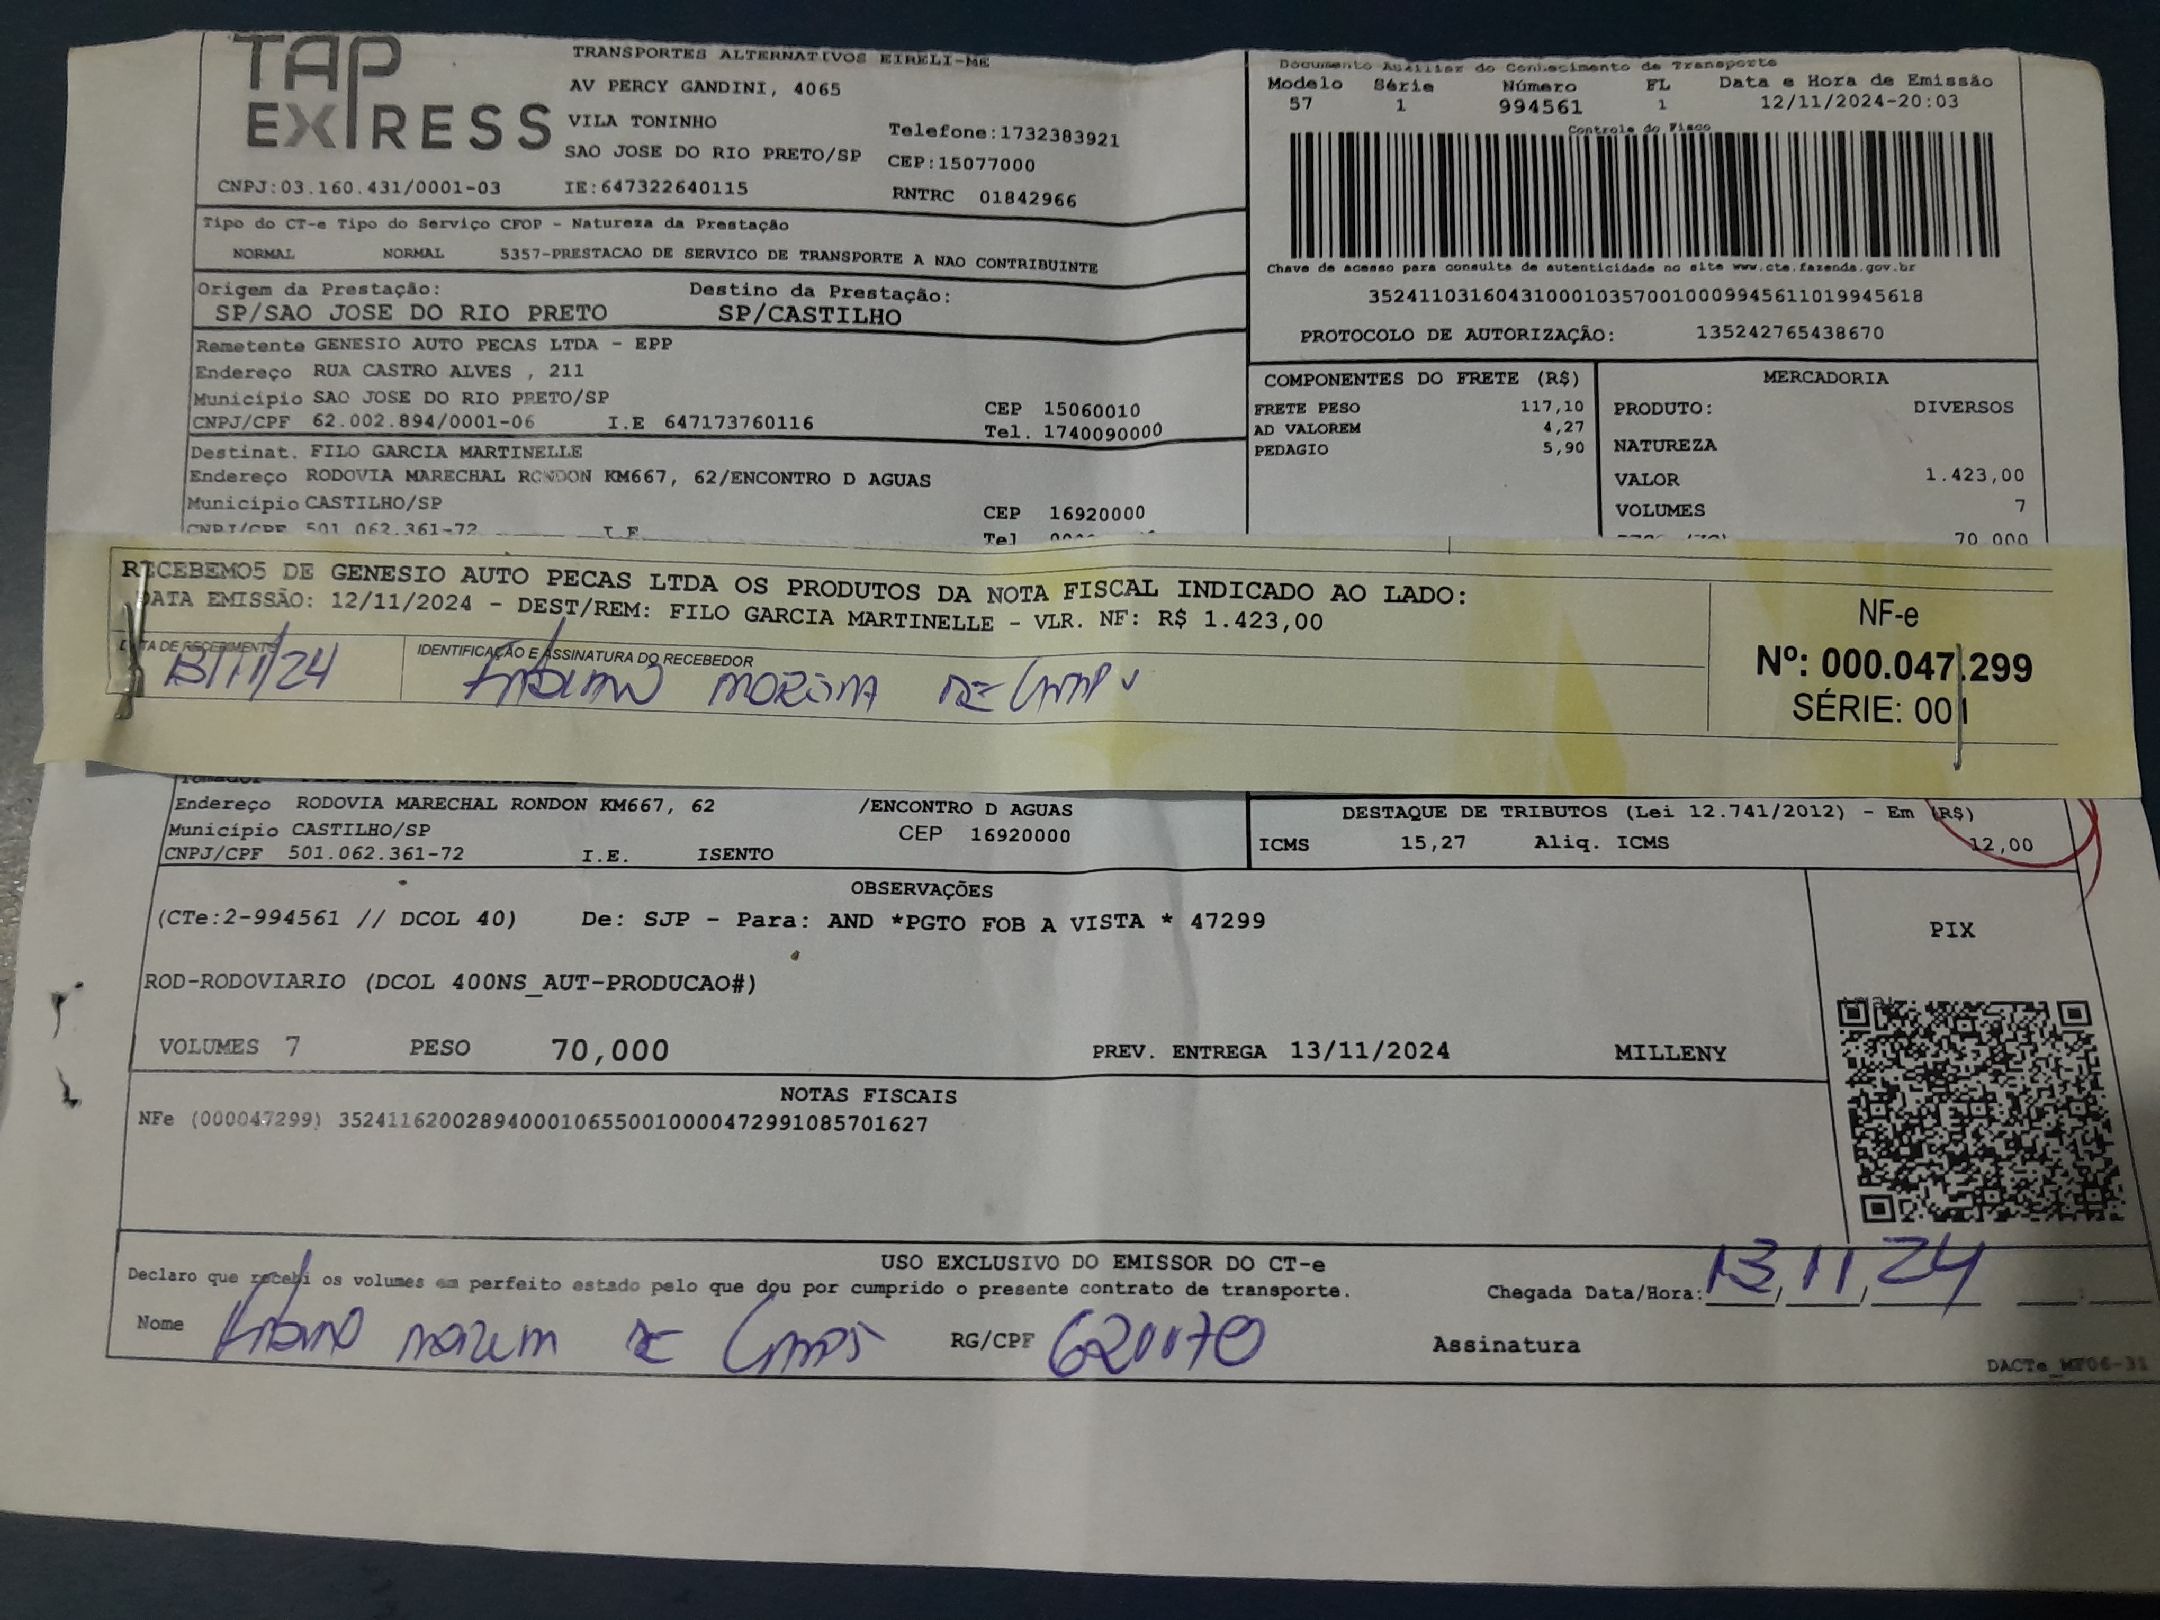 TAP EXPRESS
TRANSPORTES ALTERNATIVOS EIRELI-ME
AV PERCY GANDINI, 4065
VILA TONINHO Telefone:1732383921
SAO JOSE DO RIO PRETO/SP CEP:15077000
CNPJ:03.160.431/0001-03 IE:647322640115 RNTRC 01842966
Documento Auxiliar do Conhecimento de Transporte
Modelo Série Número FL Data e Hora de Emissão
57 1 994561 1 12/11/2024-20:03
Controle do Fisco
Chave de acesso para consulta de autenticidade no site www.cte.fazenda.gov.br
35241103160431000103570010009945611019945618
PROTOCOLO DE AUTORIZAÇÃO: 135242765438670
Tipo do CT-e Tipo do Serviço CFOP - Natureza da Prestação
NORMAL NORMAL 5357-PRESTACAO DE SERVICO DE TRANSPORTE A NAO CONTRIBUINTE
Origem da Prestação: Destino da Prestação:
SP/SAO JOSE DO RIO PRETO SP/CASTILHO
Remetente GENESIO AUTO PECAS LTDA - EPP
Endereço RUA CASTRO ALVES , 211
Município SAO JOSE DO RIO PRETO/SP CEP 15060010
CNPJ/CPF 62.002.894/0001-06 I.E 647173760116 Tel. 1740090000
Destinat. FILO GARCIA MARTINELLE
Endereço RODOVIA MARECHAL RONDON KM667, 62/ENCONTRO D AGUAS
Município CASTILHO/SP CEP 16920000
CNPJ/CPF 501.062.361-72 I.E Tel
COMPONENTES DO FRETE (R$)
FRETE PESO 117,10
AD VALOREM 4,27
PEDAGIO 5,90
MERCADORIA
PRODUTO: DIVERSOS
NATUREZA
VALOR 1.423,00
VOLUMES 7
70,000
RECEBEMOS DE GENESIO AUTO PECAS LTDA OS PRODUTOS DA NOTA FISCAL INDICADO AO LADO:
DATA EMISSÃO: 12/11/2024 - DEST/REM: FILO GARCIA MARTINELLE - VLR. NF: R$ 1.423,00
DATA DE RECEBIMENTO IDENTIFICAÇÃO E ASSINATURA DO RECEBEDOR
13/11/24
NF-e
Nº: 000.047.299
SÉRIE: 001
Tomador
Endereço RODOVIA MARECHAL RONDON KM667, 62 /ENCONTRO D AGUAS
Município CASTILHO/SP CEP 16920000
CNPJ/CPF 501.062.361-72 I.E. ISENTO
DESTAQUE DE TRIBUTOS (Lei 12.741/2012) - Em (R$)
ICMS 15,27 Aliq. ICMS 12,00
OBSERVAÇÕES
(CTe:2-994561 // DCOL 40) De: SJP - Para: AND *PGTO FOB A VISTA * 47299
ROD-RODOVIARIO (DCOL 400NS_AUT-PRODUCAO#)
VOLUMES 7 PESO 70,000 PREV. ENTREGA 13/11/2024 MILLENY
PIX
NOTAS FISCAIS
NFe (000047299) 35241162002894000106550010000472991085701627
USO EXCLUSIVO DO EMISSOR DO CT-e
Declaro que recebi os volumes em perfeito estado pelo que dou por cumprido o presente contrato de transporte.
Chegada Data/Hora: 13,11,24
Nome RG/CPF Assinatura